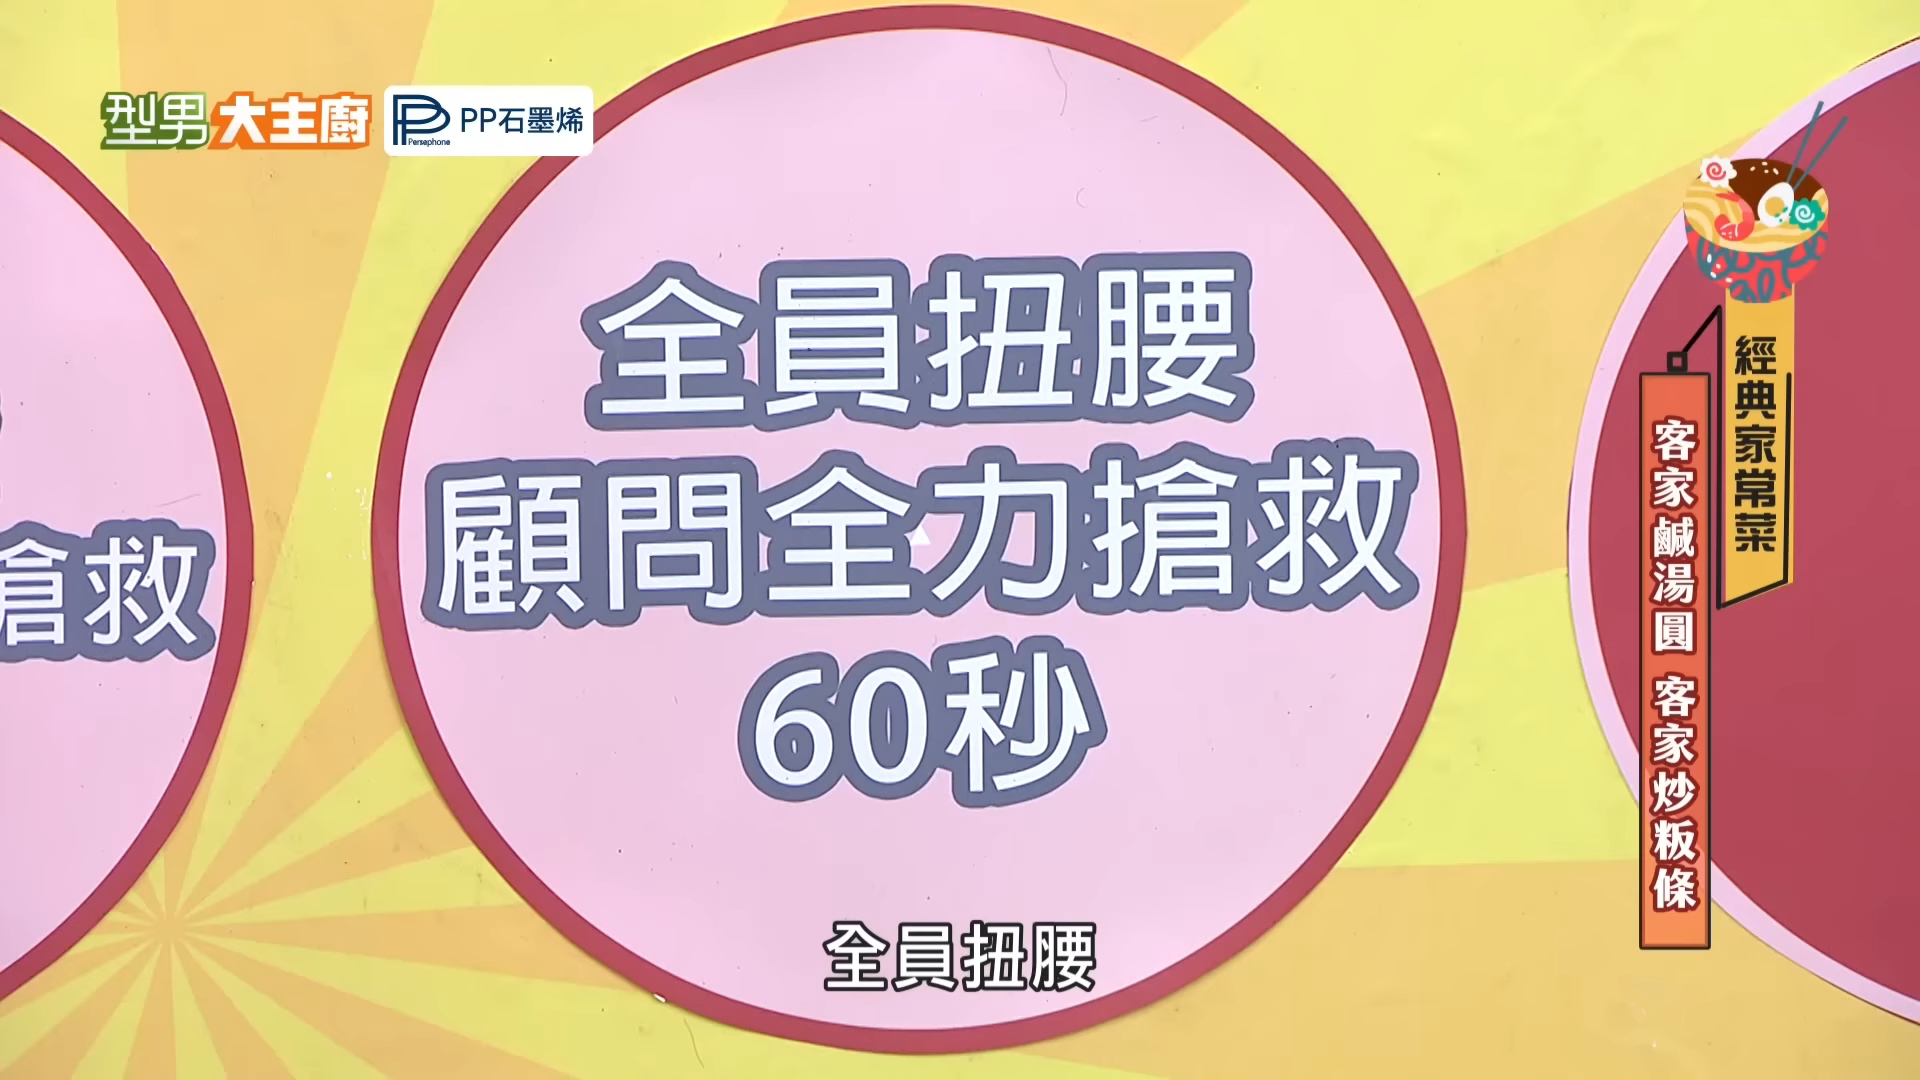 型男大主廚
PP石墨烯
Persephone
全員扭腰
顧問全力搶救
60秒
搶救
經典家常菜
客家鹹湯圓 客家炒粄條
全員扭腰